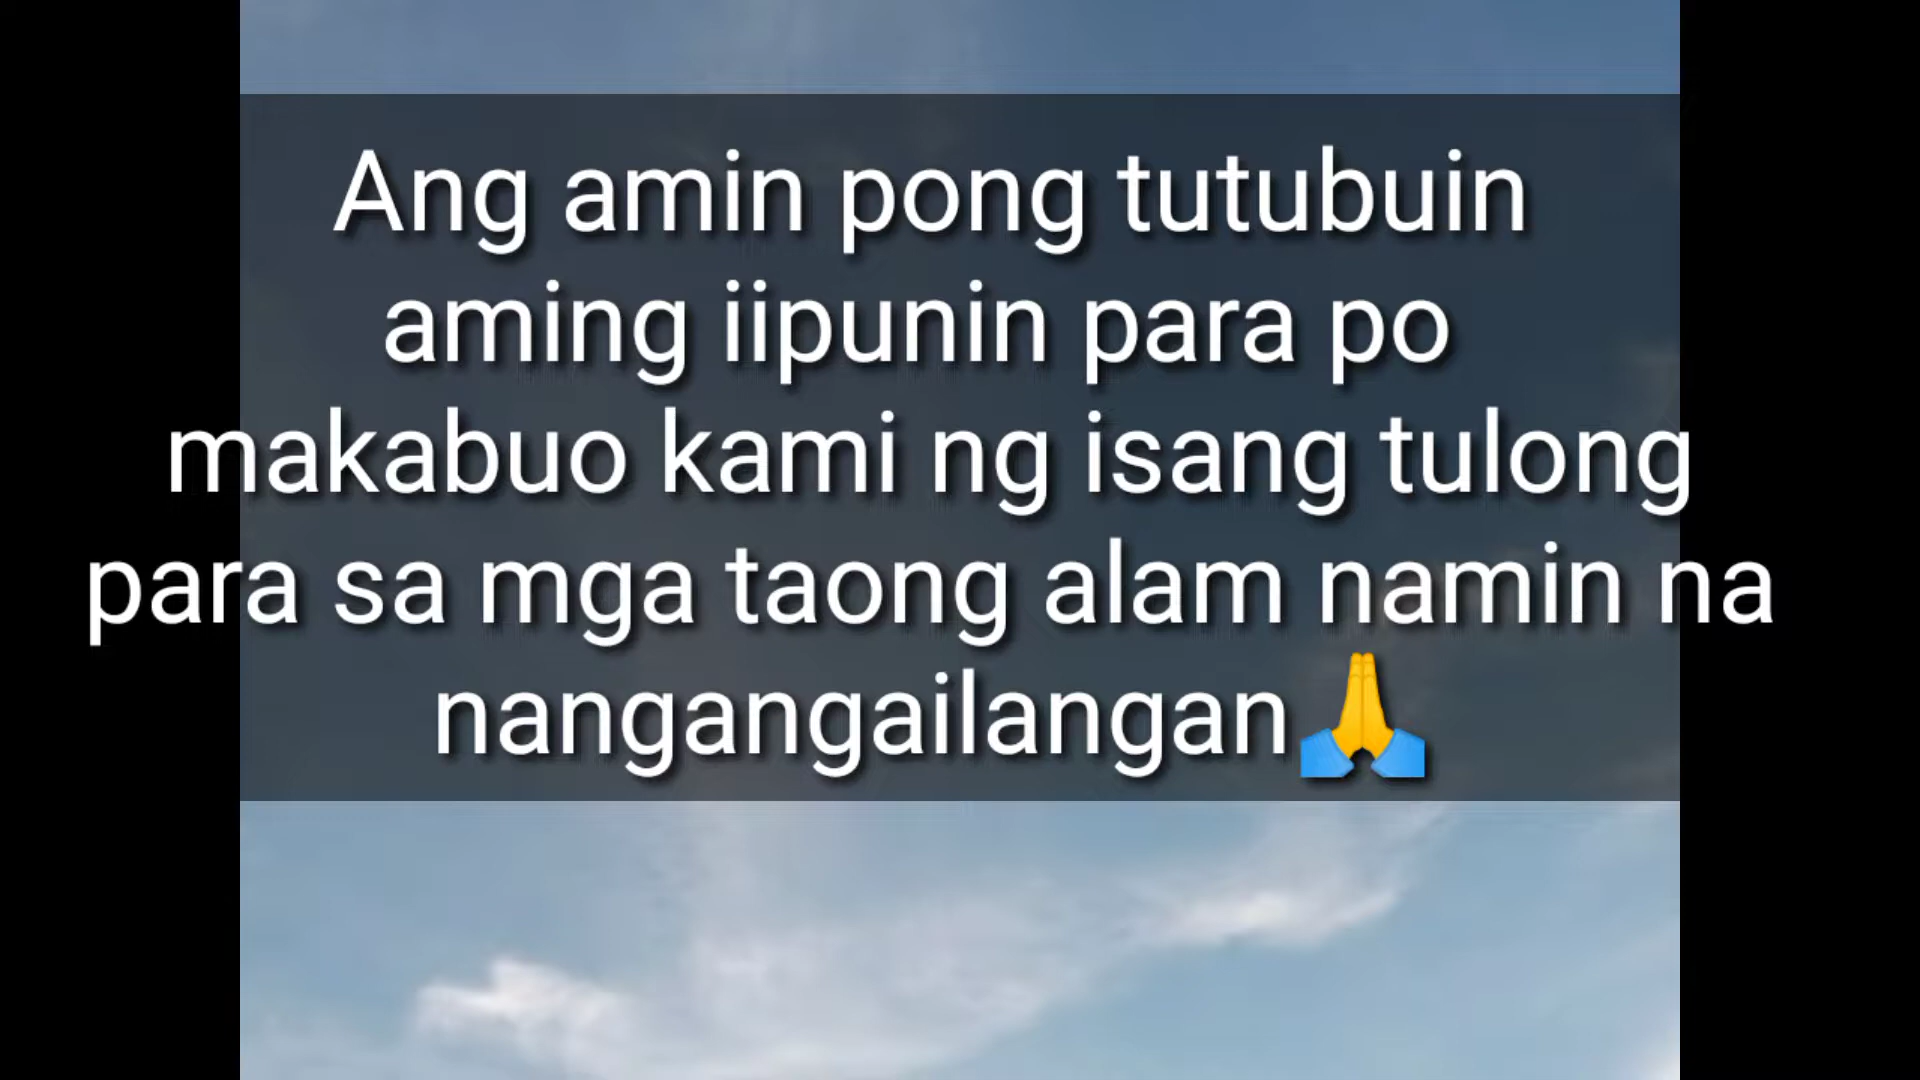 Ang amin pong tutubuin
aming iipunin para po
makabuo kami ng isang tulong
para sa mga taong alam namin na
nangangailangan🙏